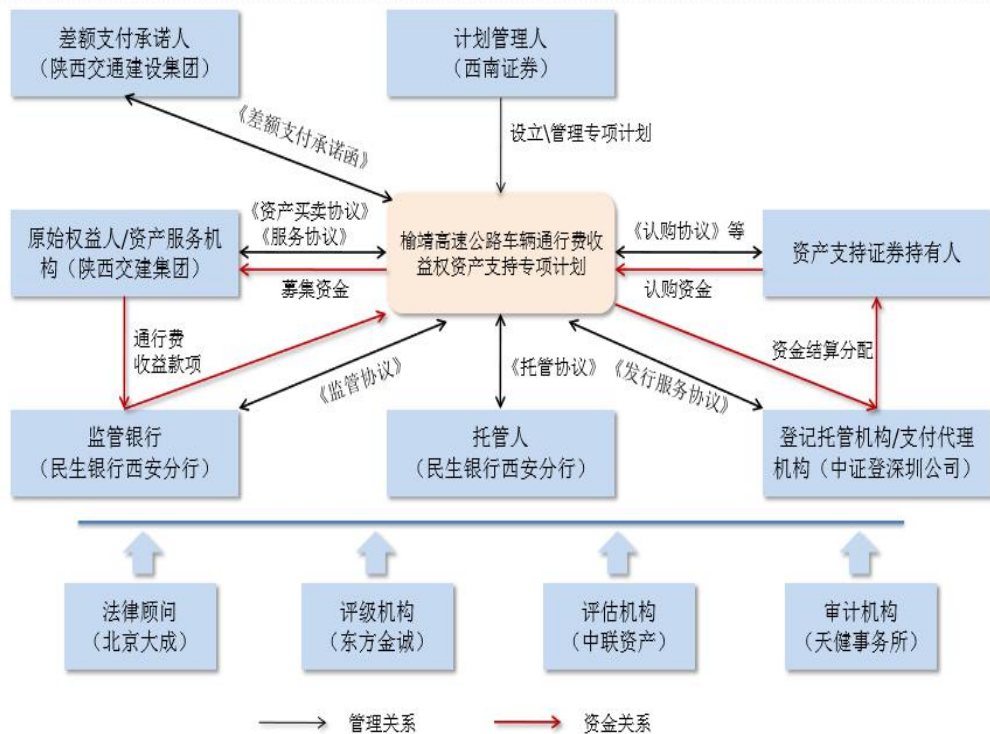 差额支付承诺人
（陕西交通建设集团）
计划管理人
（西南证券）
《差额支付承诺函》
设立\管理专项计划
原始权益人/资产服务机
构（陕西交建集团）
《资产买卖协议》
《服务协议》
募集资金
榆靖高速公路车辆通行费收
益权资产支持专项计划
《认购协议》等
认购资金
资产支持证券持有人
通行费
收益款项
《监管协议》
《托管协议》
《发行服务协议》
资金结算分配
监管银行
（民生银行西安分行）
托管人
（民生银行西安分行）
登记托管机构/支付代理
机构（中证登深圳公司）
法律顾问
（北京大成）
评级机构
（东方金诚）
评估机构
（中联资产）
审计机构
（天健事务所）
管理关系
资金关系